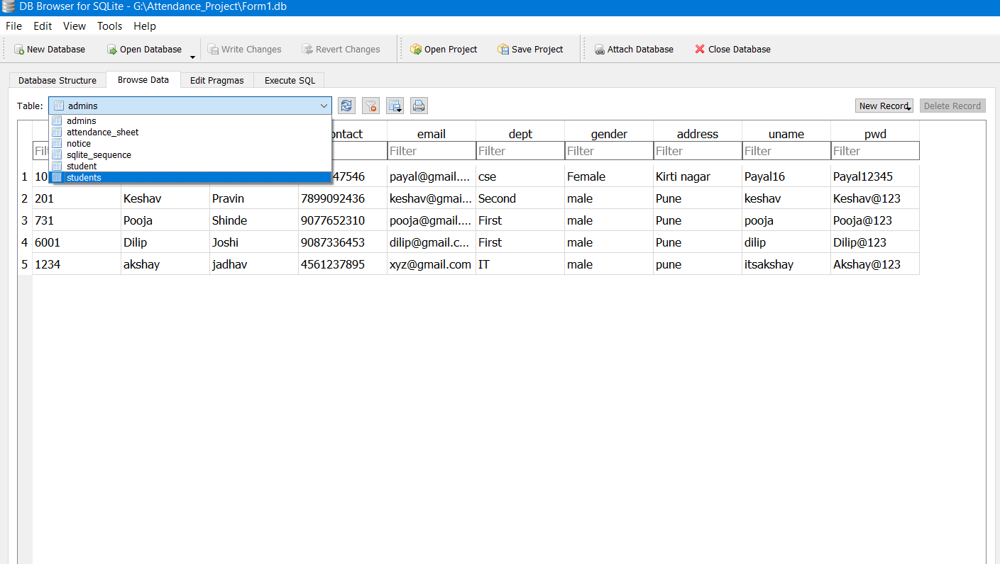 DB Browser for SQLite - G:\Attendance_Project\Form1.db
File Edit View Tools Help
New Database Open Database Write Changes Revert Changes Open Project Save Project Attach Database Close Database
Database Structure Browse Data Edit Pragmas Execute SQL
Table: admins New Record Delete Record
admins
attendance_sheet
notice
sqlite_sequence
student
students
ontact email dept gender address uname pwd
Filter Filter Filter Filter Filter Filter
1 10 47546 payal@gmail.... cse Female Kirti nagar Payal16 Payal12345
2 201 Keshav Pravin 7899092436 keshav@gmai... Second male Pune keshav Keshav@123
3 731 Pooja Shinde 9077652310 pooja@gmail.... First male Pune pooja Pooja@123
4 6001 Dilip Joshi 9087336453 dilip@gmail.c... First male Pune dilip Dilip@123
5 1234 akshay jadhav 4561237895 xyz@gmail.com IT male pune itsakshay Akshay@123